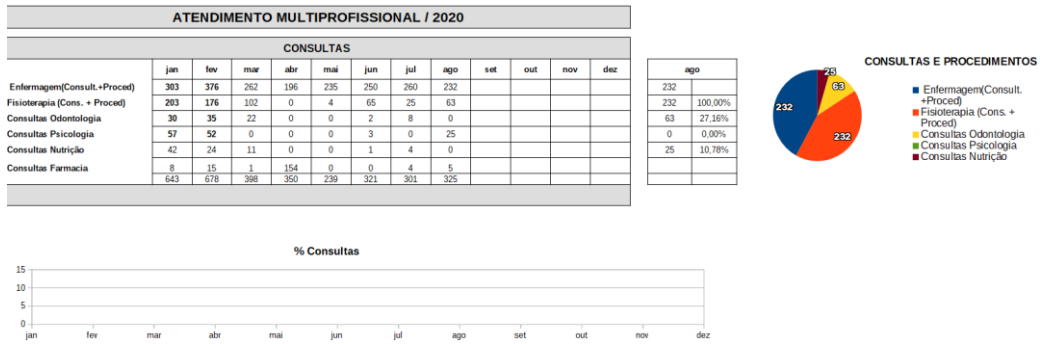 ATENDIMENTO MULTIPROFISSIONAL / 2020
CONSULTAS
jan fev mar abr mai jun jul ago set out nov dez
Enfermagem(Consult.+Proced) 303 376 262 196 235 250 260 232
Fisioterapia (Cons. + Proced) 203 176 102 0 4 65 25 63
Consultas Odontologia 30 35 22 0 0 2 8 0
Consultas Psicologia 57 52 0 0 0 3 0 25
Consultas Nutrição 42 24 11 0 0 1 4 0
Consultas Farmacia 8 15 1 154 0 0 4 5
643 678 398 350 239 321 301 325
ago
232
232 100,00%
63 27,16%
0 0,00%
25 10,78%
CONSULTAS E PROCEDIMENTOS
25
63
232
232
Enfermagem(Consult.
+Proced)
Fisioterapia (Cons. +
Proced)
Consultas Odontologia
Consultas Psicologia
Consultas Nutrição
% Consultas
15
10
5
0
jan fev mar abr mai jun jul ago set out nov dez